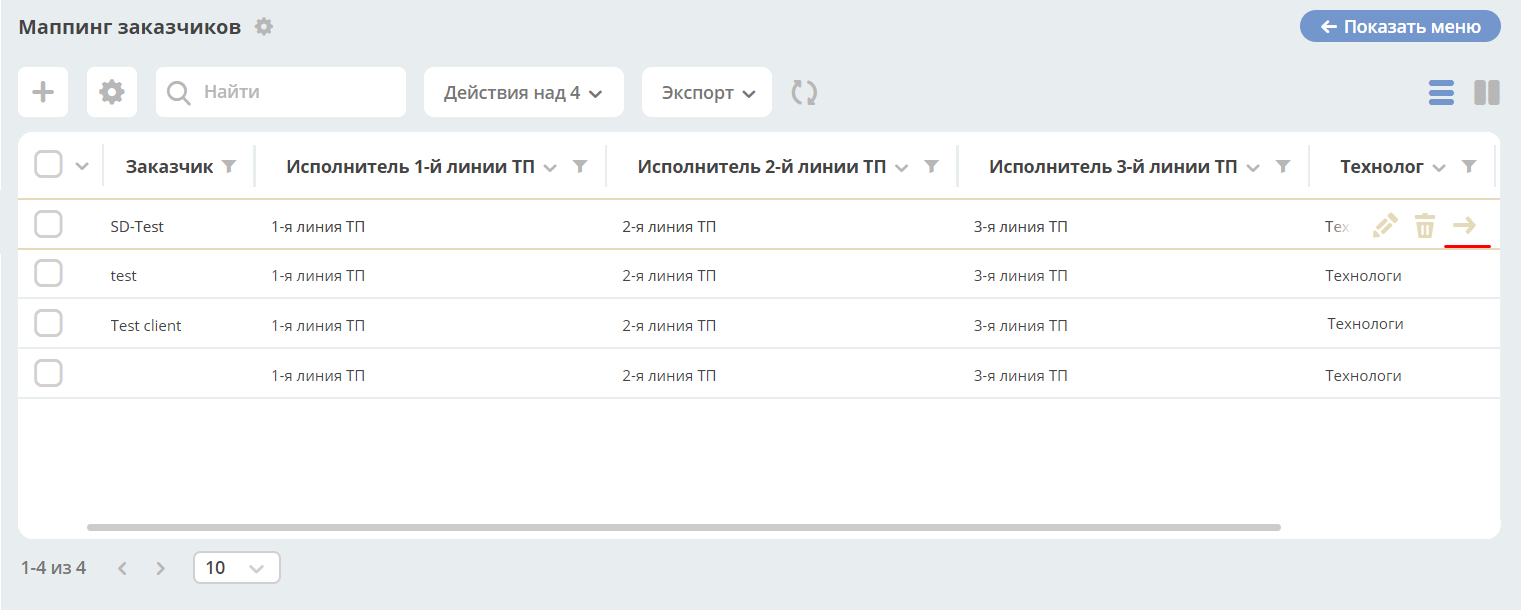 Маппинг заказчиков
Показать меню
Найти
Действия над 4
Экспорт
Заказчик Исполнитель 1-й линии ТП Исполнитель 2-й линии ТП Исполнитель 3-й линии ТП Технолог
SD-Test 1-я линия ТП 2-я линия ТП 3-я линия ТП Тех
test 1-я линия ТП 2-я линия ТП 3-я линия ТП Технологи
Test client 1-я линия ТП 2-я линия ТП 3-я линия ТП Технологи
1-я линия ТП 2-я линия ТП 3-я линия ТП Технологи
1-4 из 4
10